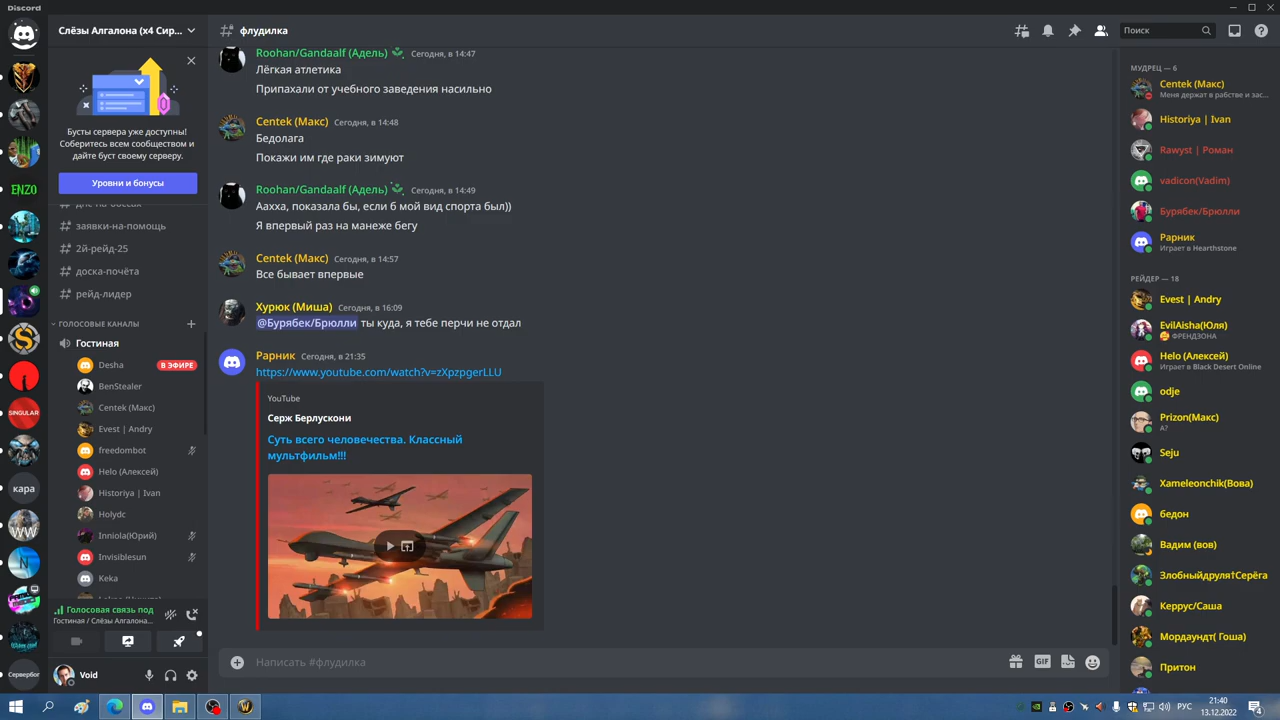 Discord
Слёзы Алгалона (x4 Сир...
флудилка
Поиск
Бусты сервера уже доступны!
Соберитесь всем сообществом и
дайте буст своему серверу.
Уровни и бонусы
заявки-на-помощь
2й-рейд-25
доска-почёта
рейд-лидер
ГОЛОСОВЫЕ КАНАЛЫ
Гостиная
Desha
В ЭФИРЕ
BenStealer
Centek (Макс)
Evest | Andry
freedombot
Helo (Алексей)
Historiya | Ivan
Holydc
Inniola(Юрий)
Invisiblesun
Keka
Голосовая связь под
Гостиная / Слёзы Алгалона...
Void
ENZO
SINGULAR
кара
WW
N
Сервербог
Roohan/Gandaalf (Адель) Сегодня, в 14:47
Лёгкая атлетика
Припахали от учебного заведения насильно
Centek (Макс) Сегодня, в 14:48
Бедолага
Покажи им где раки зимуют
Roohan/Gandaalf (Адель) Сегодня, в 14:49
Аахха, показала бы, если б мой вид спорта был))
Я впервый раз на манеже бегу
Centek (Макс) Сегодня, в 14:57
Все бывает впервые
Хурюк (Миша) Сегодня, в 16:09
@Бурябек/Брюлли ты куда, я тебе перчи не отдал
Рарник Сегодня, в 21:35
https://www.youtube.com/watch?v=zXpzpgerLLU
YouTube
Серж Берлускони
Суть всего человечества. Классный
мультфильм!!!
Написать #флудилка
GIF
МУДРЕЦ — 6
Centek (Макс)
Меня держат в рабстве и зас...
Historiya | Ivan
Rawyst | Роман
vadicon(Vadim)
Бурябек/Брюлли
Рарник
Играет в Hearthstone
РЕЙДЕР — 18
Evest | Andry
EvilAisha(Юля)
ФРЕНДЗОНА
Helo (Алексей)
Играет в Black Desert Online
odje
Prizon(Макс)
А?
Seju
Xameleonchik(Вова)
бедон
Вадим (вов)
Злобныйдруля†Серёга
Керрус/Саша
Мордаундт( Гоша)
Притон
РУС
21:40
13.12.2022
4